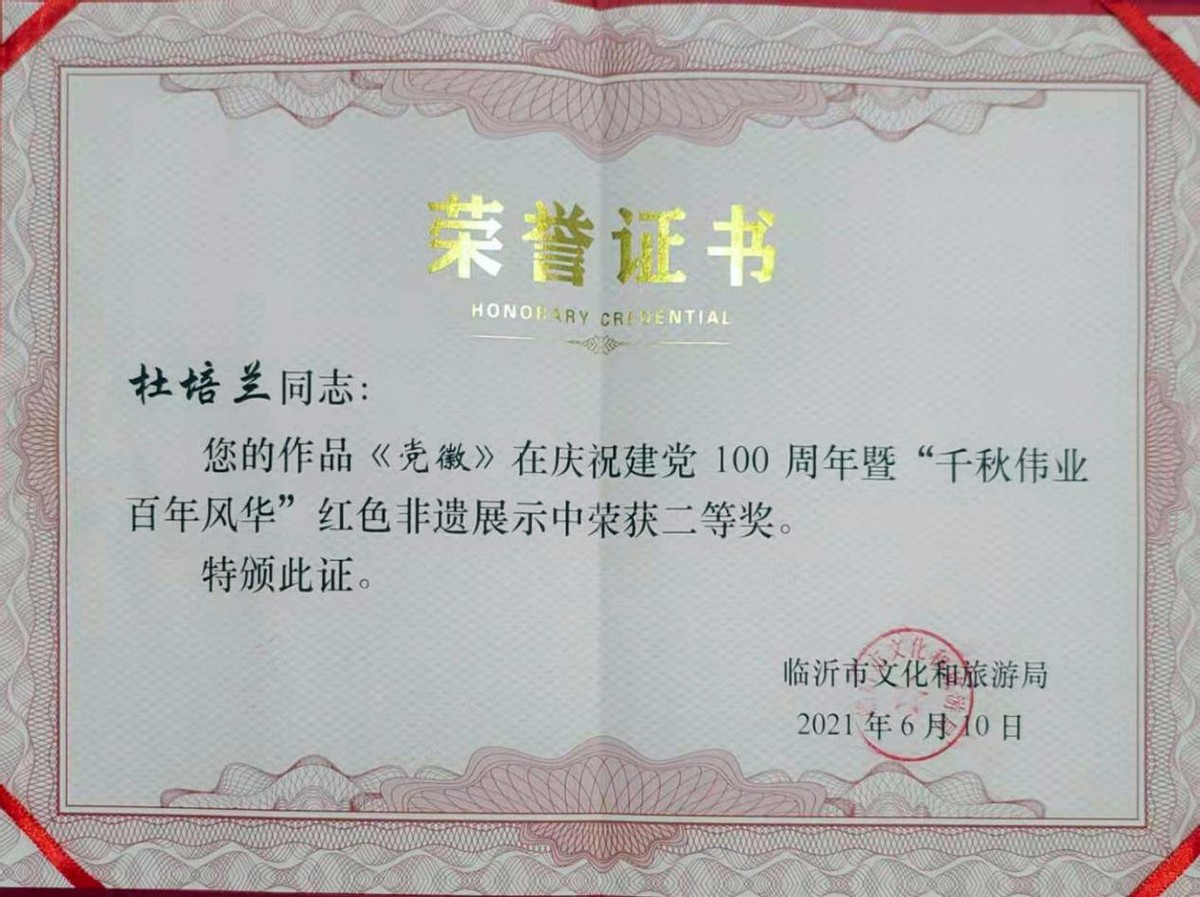 荣誉证书
HONORARY CREDENTIAL
杜培兰同志：
您的作品《党徽》在庆祝建党 100 周年暨“千秋伟业
百年风华”红色非遗展示中荣获二等奖。
特颁此证。
临沂市文化和旅游局
2021 年 6 月 10 日